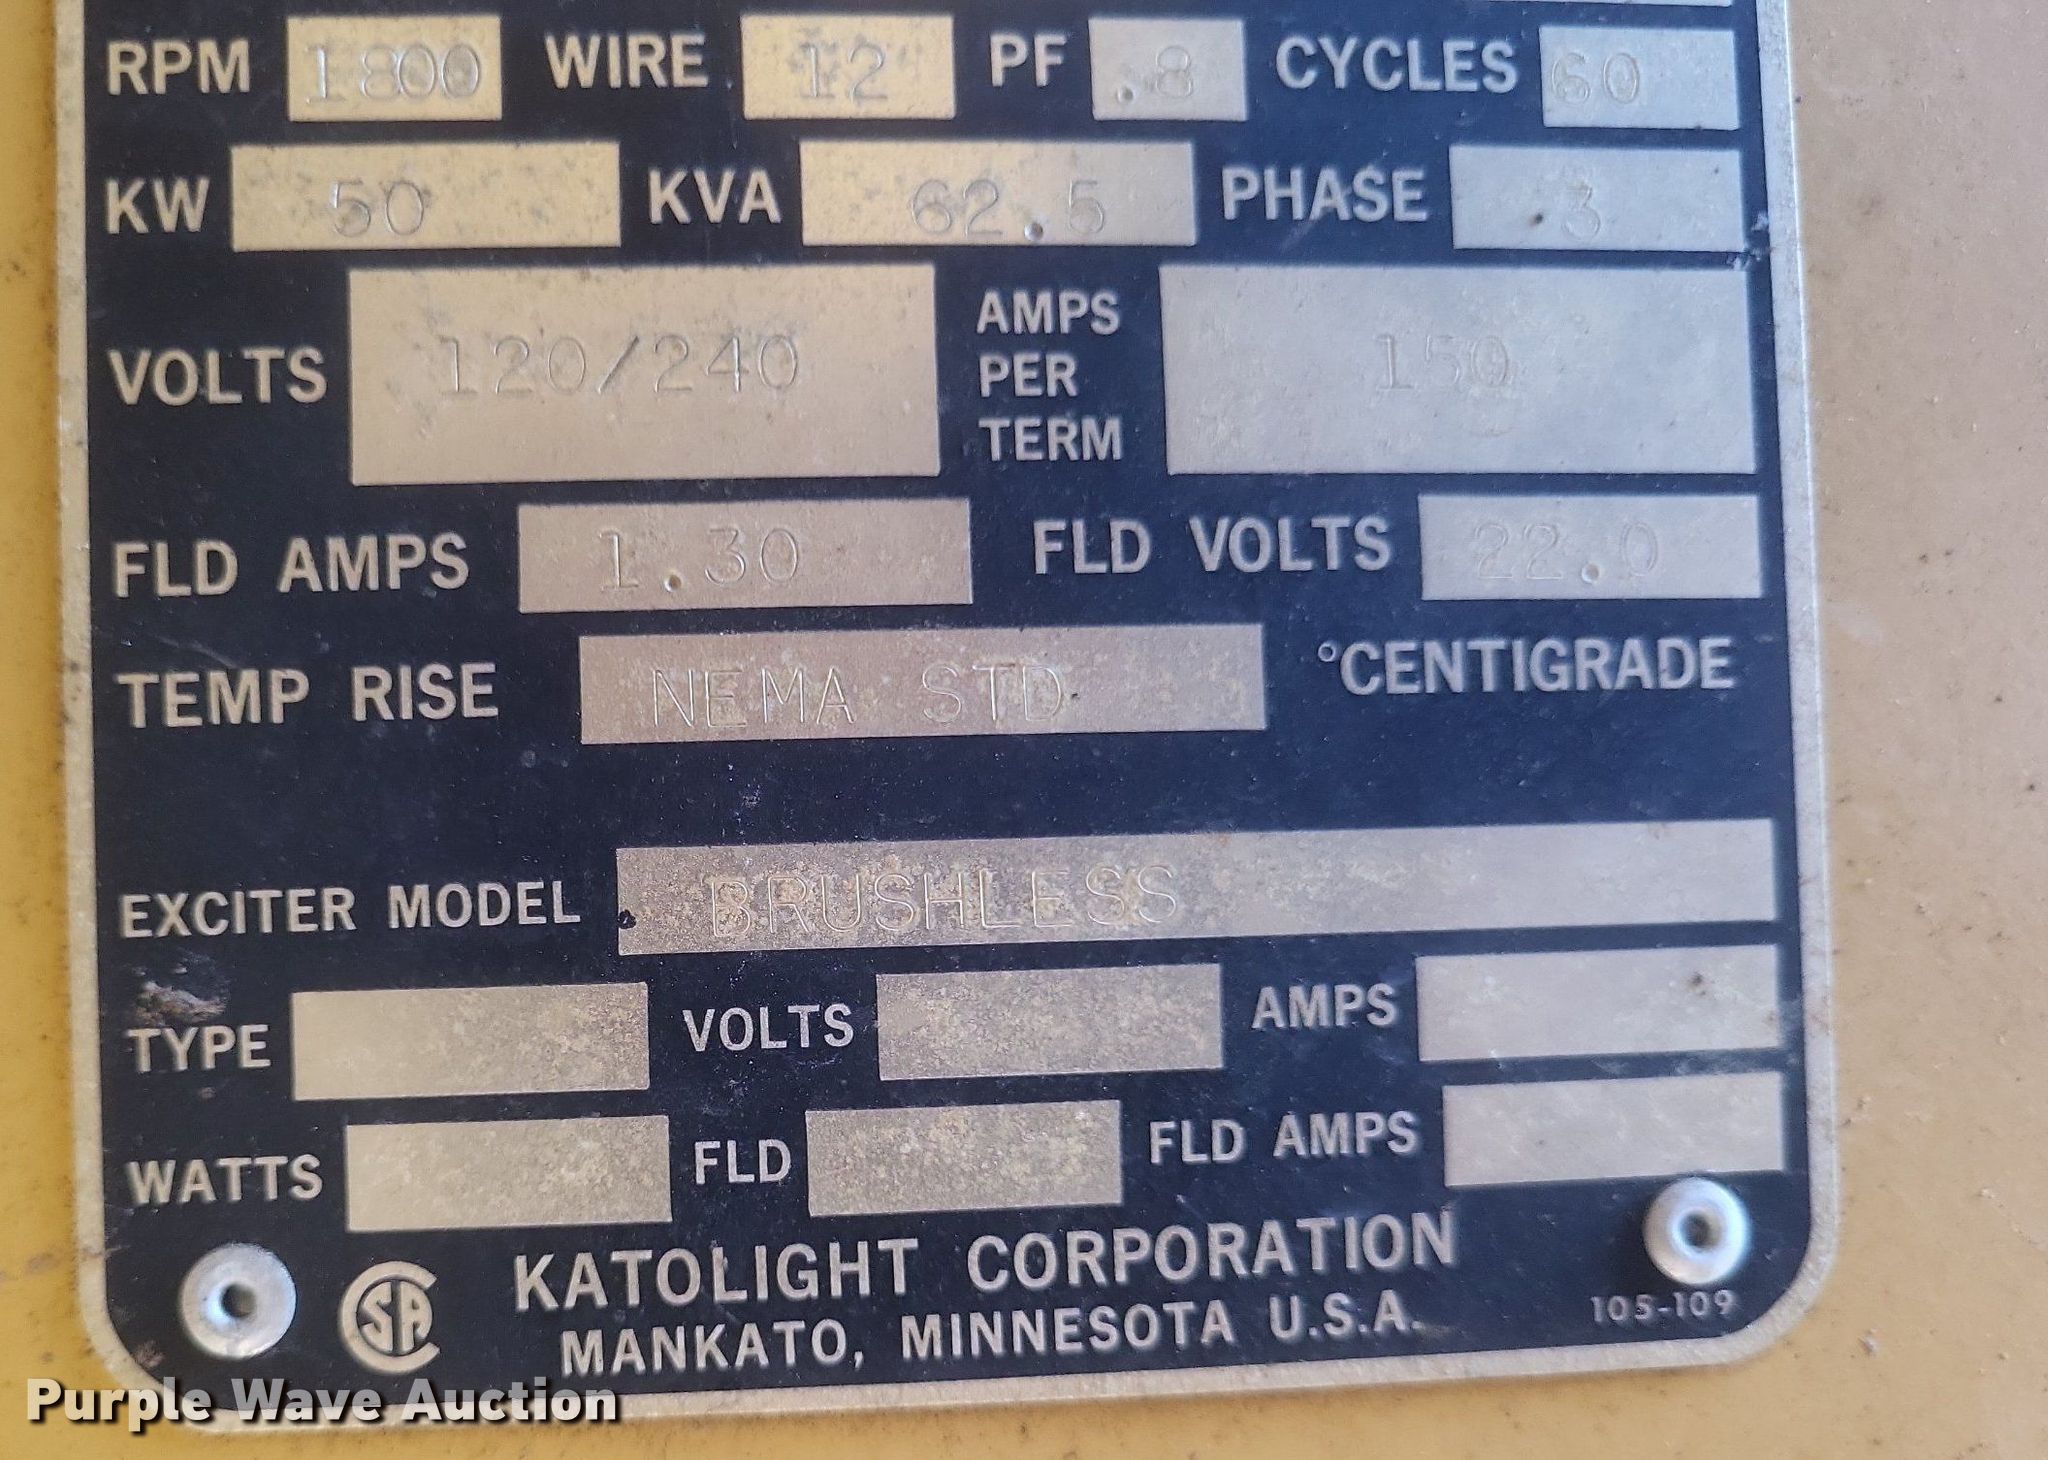 RPM 1800 WIRE 12 PF .8 CYCLES 60
KW 50 KVA 62.5 PHASE 3
VOLTS 120/240 AMPS PER TERM 150
FLD AMPS 1.30 FLD VOLTS 22.0
TEMP RISE NEMA STD °CENTIGRADE
EXCITER MODEL BRUSHLESS
TYPE VOLTS AMPS
WATTS FLD FLD AMPS
KATOLIGHT CORPORATION
MANKATO, MINNESOTA U.S.A.
105-109
CSA
Purple Wave Auction